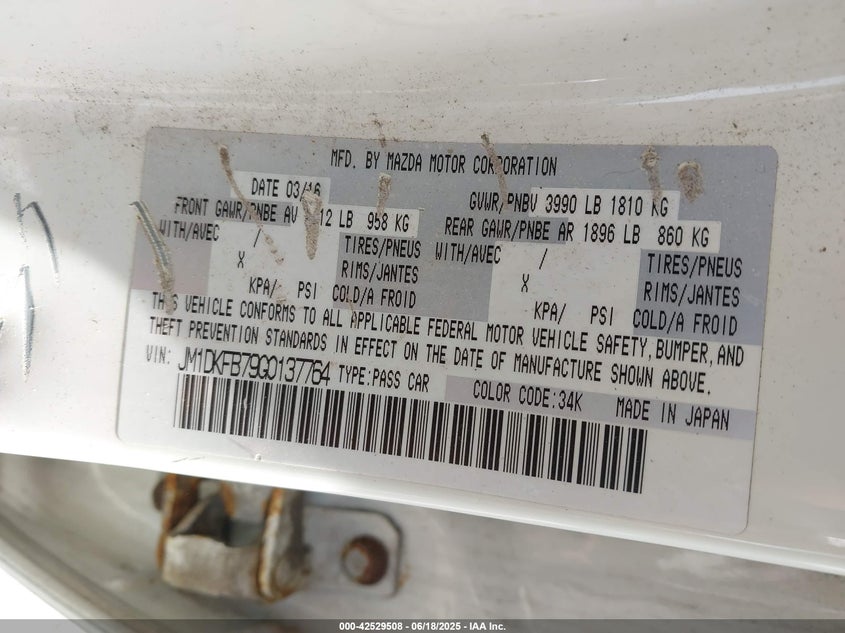 MFD. BY MAZDA MOTOR CORPORATION
DATE 03/16 GVWR/PNBV 3990 LB 1810 KG
FRONT GAWR/PNBE AV 12 LB 958 KG REAR GAWR/PNBE AR 1896 LB 860 KG
WITH/AVEC / TIRES/PNEUS WITH/AVEC / TIRES/PNEUS
X RIMS/JANTES X RIMS/JANTES
KPA/ PSI COLD/A FROID KPA/ PSI COLD/A FROID
THIS VEHICLE CONFORMS TO ALL APPLICABLE FEDERAL MOTOR VEHICLE SAFETY, BUMPER, AND
THEFT PREVENTION STANDARDS IN EFFECT ON THE DATE OF MANUFACTURE SHOWN ABOVE.
VIN: JM1DKFB79G0137764 TYPE:PASS CAR COLOR CODE:34K MADE IN JAPAN
000-42529508 - 06/18/2025 - IAA Inc.